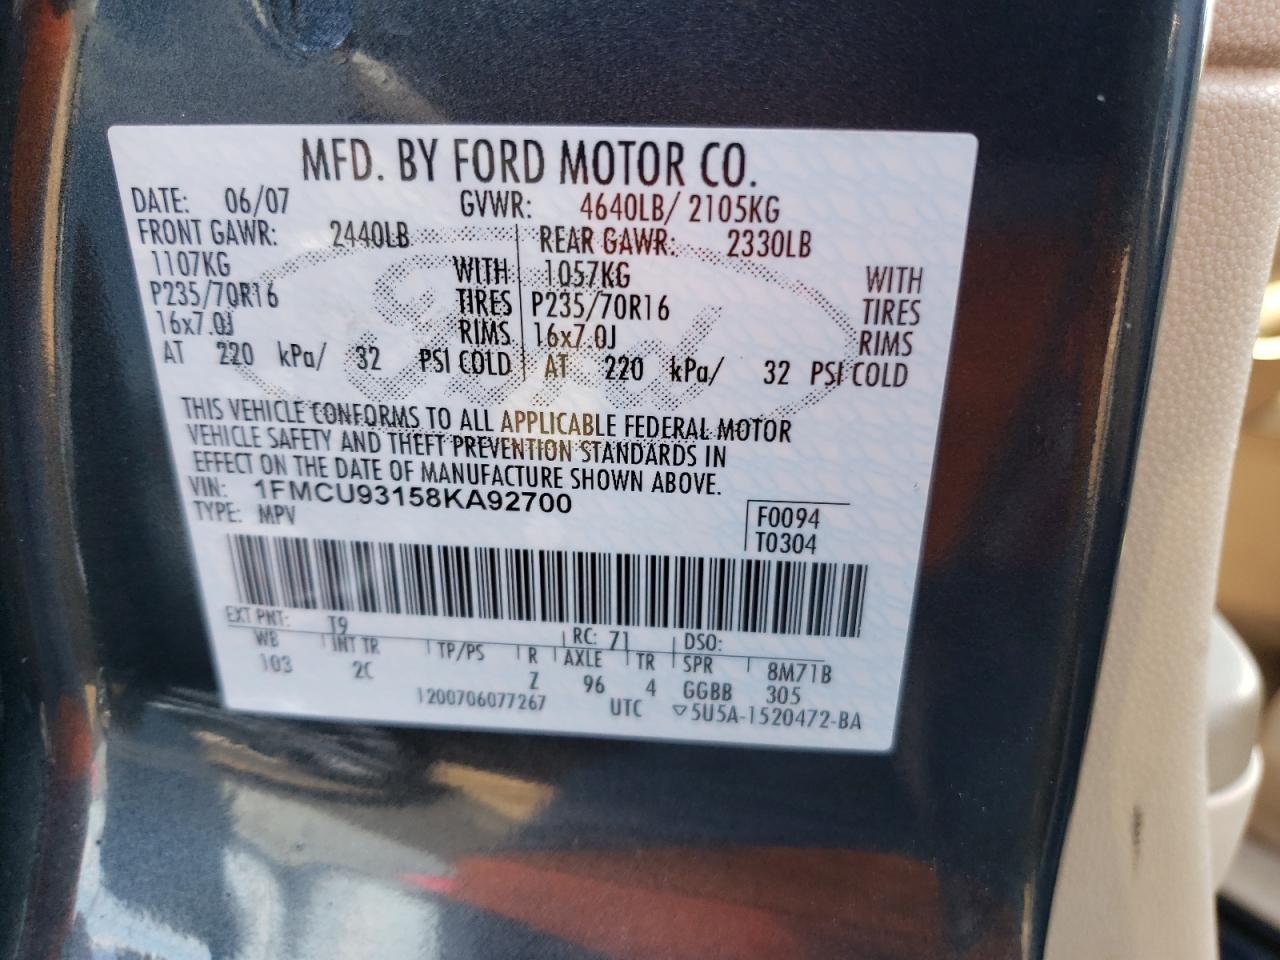 MFD. BY FORD MOTOR CO.
DATE: 06/07 GVWR: 4640LB/ 2105KG
FRONT GAWR: 2440LB REAR GAWR: 2330LB
1107KG WITH 1057KG WITH
P235/70R16 TIRES P235/70R16 TIRES
16x7.0J RIMS 16x7.0J RIMS
AT 220 kPa/ 32 PSI COLD AT 220 kPa/ 32 PSI COLD
THIS VEHICLE CONFORMS TO ALL APPLICABLE FEDERAL MOTOR
VEHICLE SAFETY AND THEFT PREVENTION STANDARDS IN
EFFECT ON THE DATE OF MANUFACTURE SHOWN ABOVE.
VIN: 1FMCU93158KA92700
TYPE: MPV
F0094
T0304
EXT PNT: T9 RC: 71 DSO:
WB INT TR TP/PS R AXLE TR SPR 8M71B
103 2C Z 96 4 GGBB 305
1200706077267 UTC ▽5U5A-1520472-BA
Ford